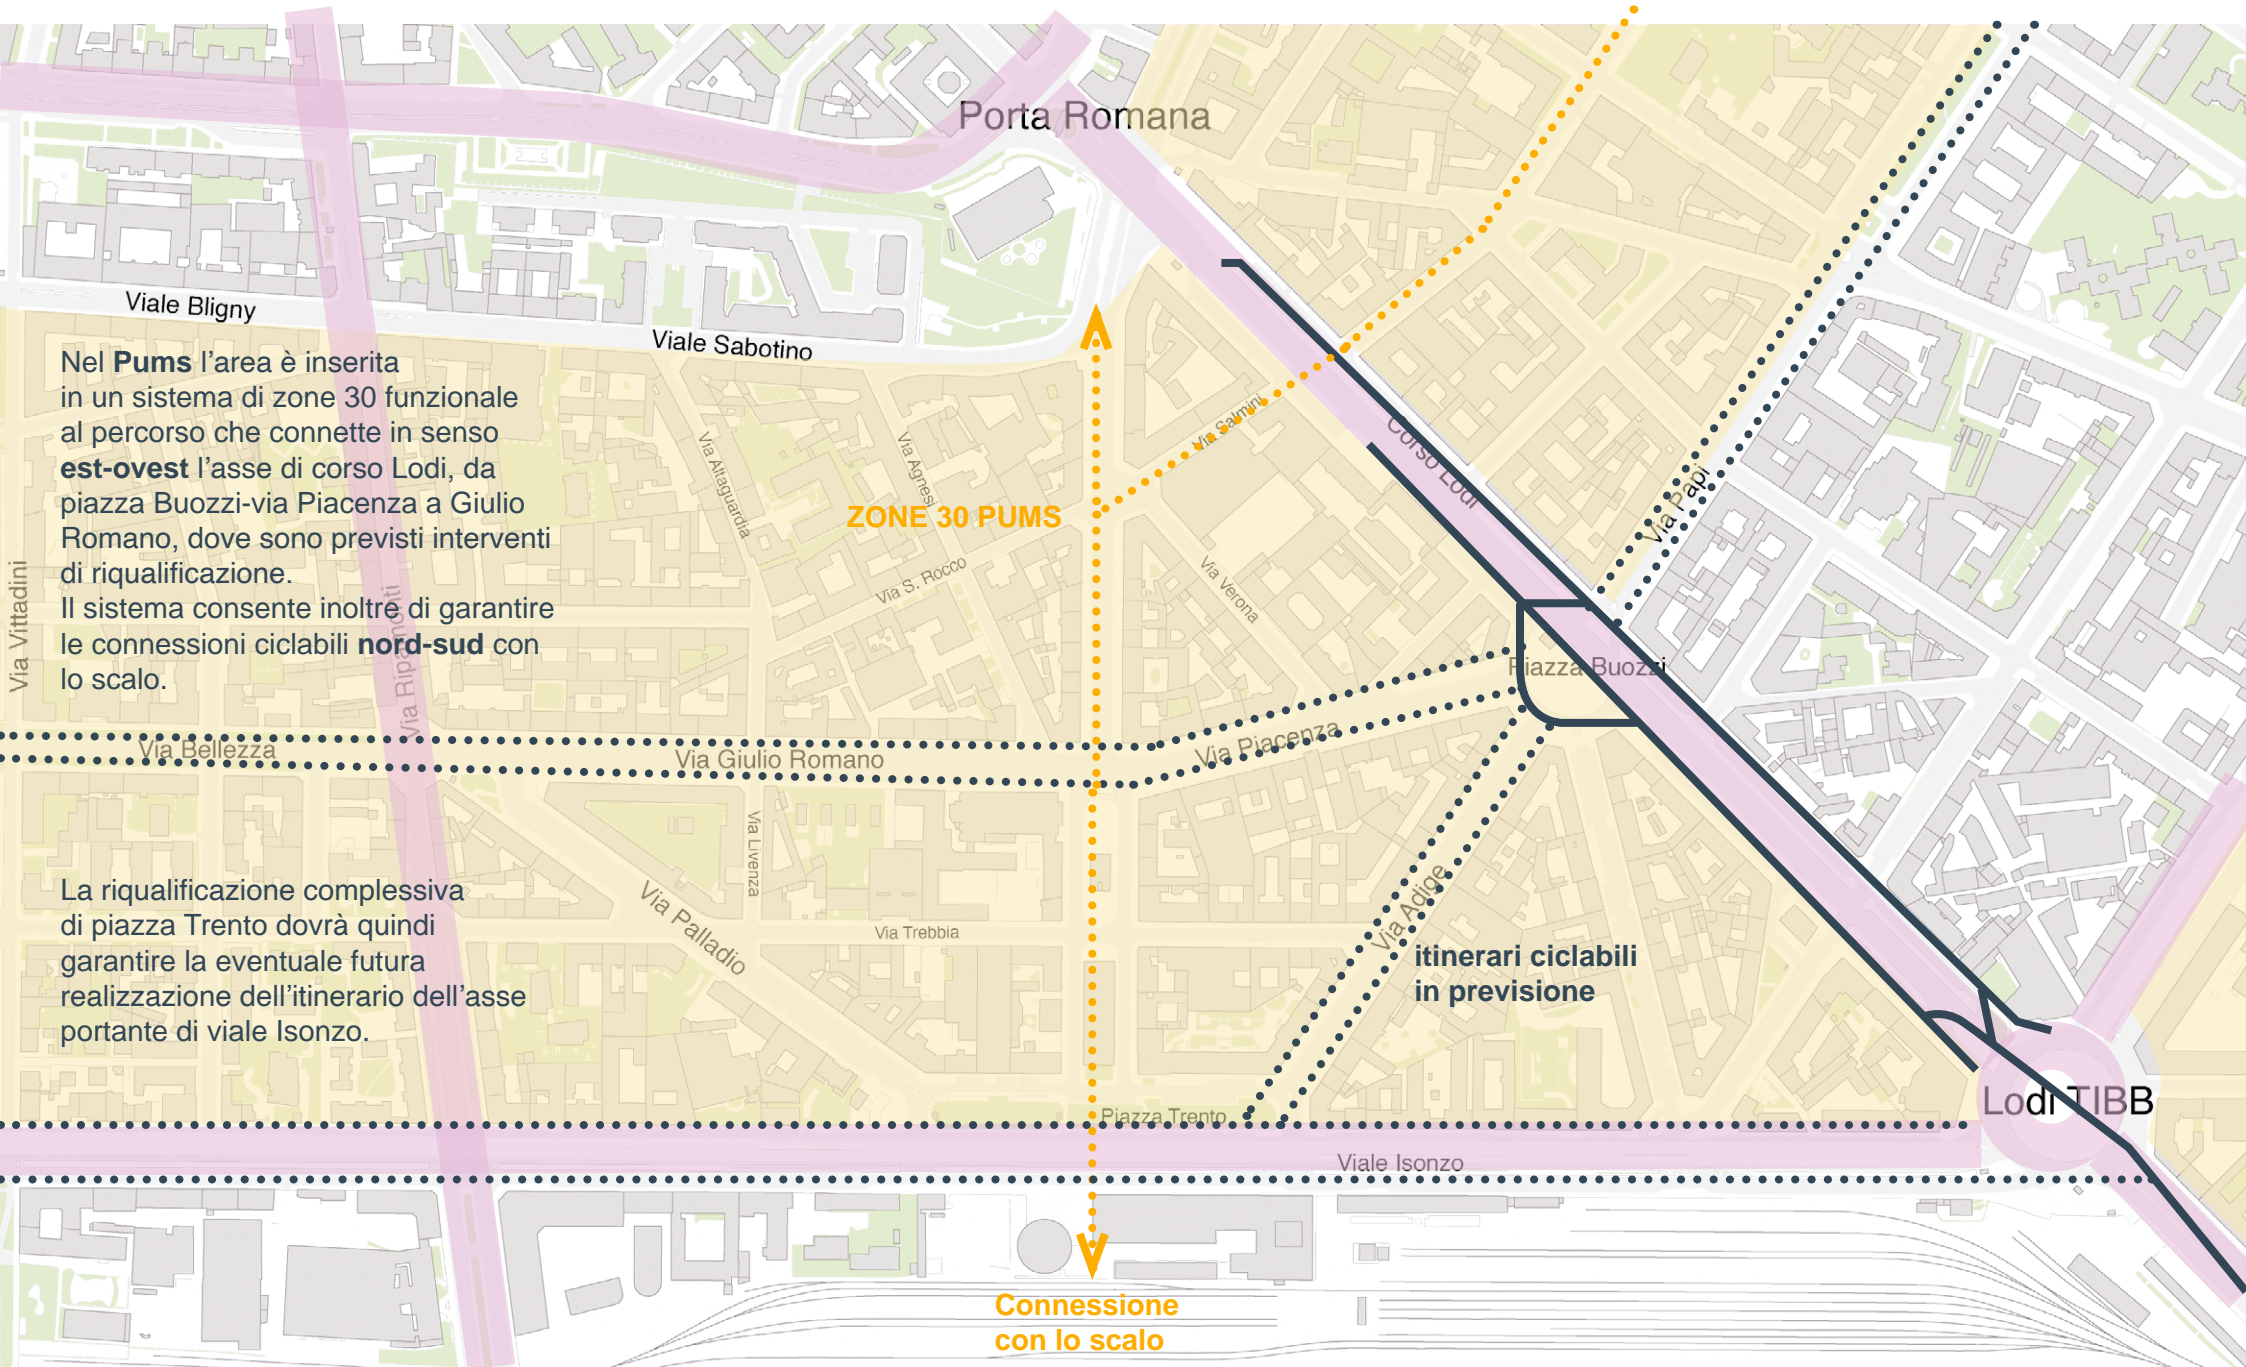 Porta Romana
Viale Bligny
Viale Sabotino
Nel Pums l’area è inserita
in un sistema di zone 30 funzionale
al percorso che connette in senso
est-ovest l’asse di corso Lodi, da
piazza Buozzi-via Piacenza a Giulio
Romano, dove sono previsti interventi
di riqualificazione.
Il sistema consente inoltre di garantire
le connessioni ciclabili nord-sud con
lo scalo.
Via Vittadini
Via Ripamonti
Via Altaguardia
Via Agnesi
Via Salmini
Corso Lodi
Via Papi
ZONE 30 PUMS
Via S. Rocco
Via Verona
Piazza Buozzi
Via Bellezza
Via Giulio Romano
Via Piacenza
Via Livenza
Via Palladio
Via Trebbia
Via Adige
La riqualificazione complessiva
di piazza Trento dovrà quindi
garantire la eventuale futura
realizzazione dell’itinerario dell’asse
portante di viale Isonzo.
itinerari ciclabili
in previsione
Piazza Trento
Lodi TIBB
Viale Isonzo
Connessione
con lo scalo